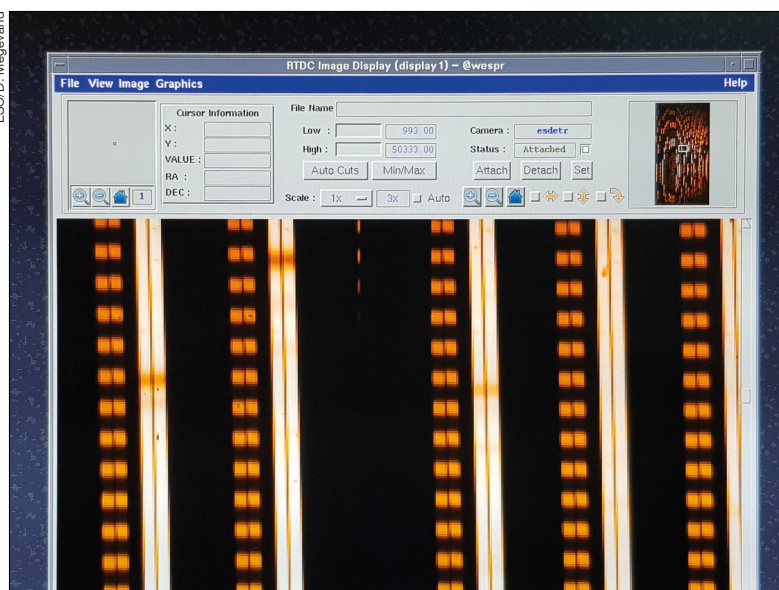 ESO/D. Mégevand
RTDC Image Display (display1) – @wespr
File View Image Graphics Help
Cursor Information
X :
Y :
VALUE :
RA :
DEC :
1
File Name
Low : 993.00
High : 50333.00
Auto Cuts Min/Max
Scale : 1x 3x Auto
Camera : esdetr
Status : Attached
Attach Detach Set